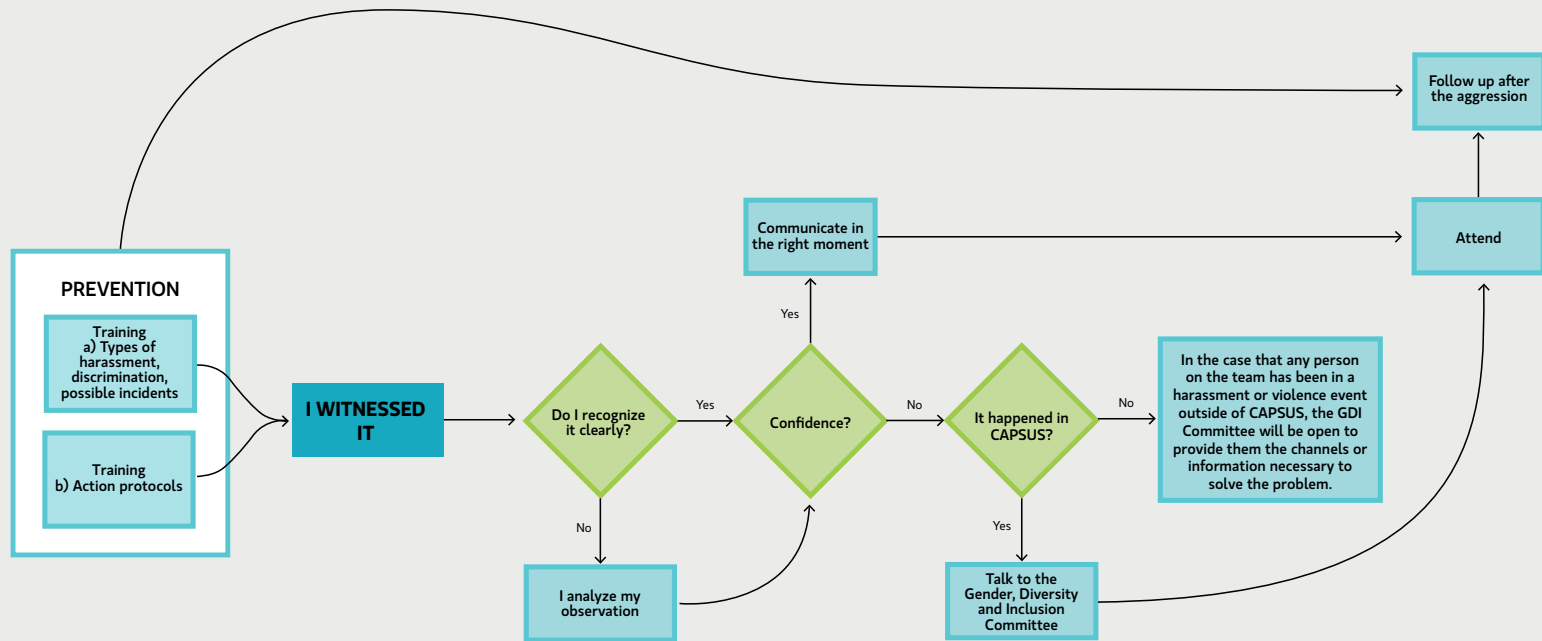 PREVENTION
Training
a) Types of
harassment,
discrimination,
possible incidents
Training
b) Action protocols
I WITNESSED
IT
Do I recognize
it clearly?
Yes
No
I analyze my
observation
Confidence?
Yes
Communicate in
the right moment
No
It happened in
CAPSUS?
No
In the case that any person
on the team has been in a
harassment or violence event
outside of CAPSUS, the GDI
Committee will be open to
provide them the channels or
information necessary to
solve the problem.
Yes
Talk to the
Gender, Diversity
and Inclusion
Committee
Attend
Follow up after
the aggression